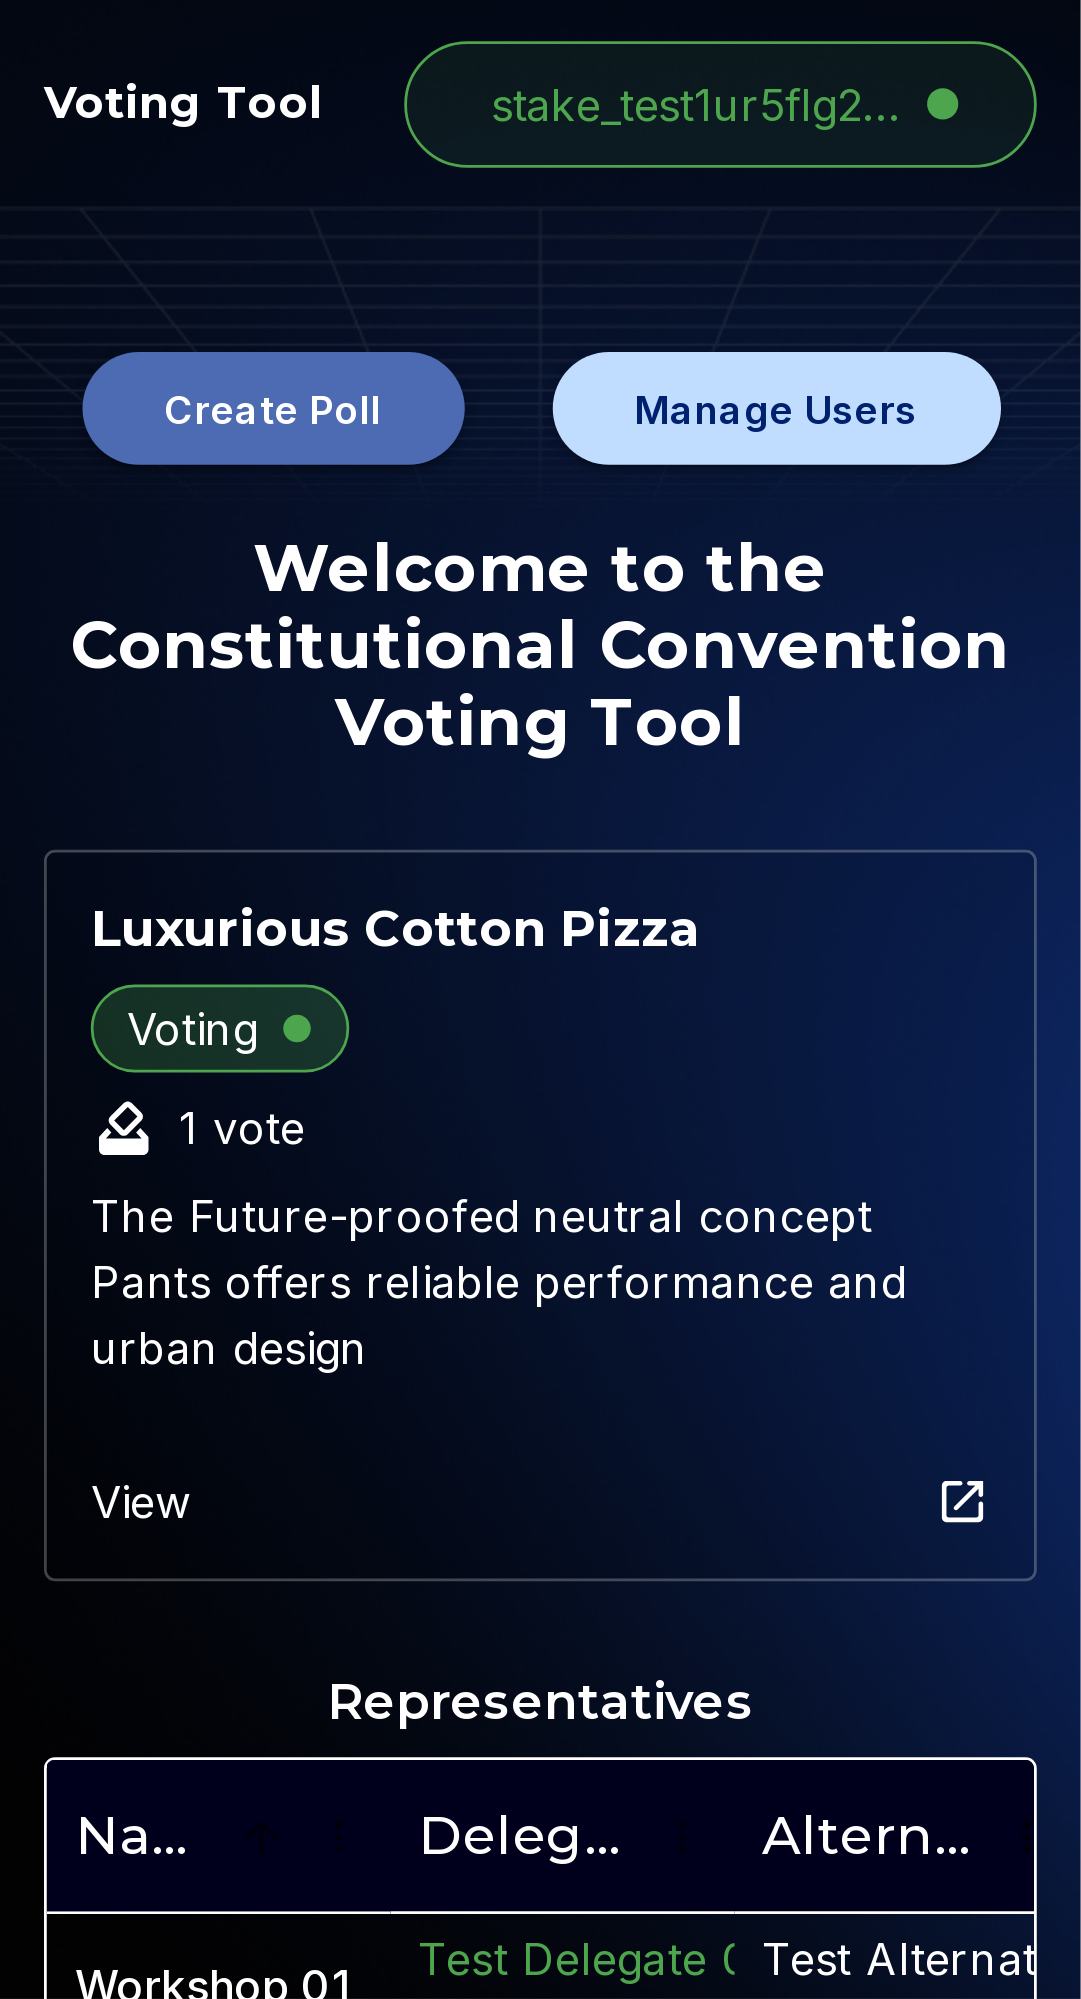 Voting Tool
stake_test1ur5flg2...
Create Poll
Manage Users
Welcome to the
Constitutional Convention
Voting Tool
Luxurious Cotton Pizza
Voting
1 vote
The Future-proofed neutral concept
Pants offers reliable performance and
urban design
View
Representatives
Na... Deleg... Altern...
Test Delegate Test Alternat
Workshop 01